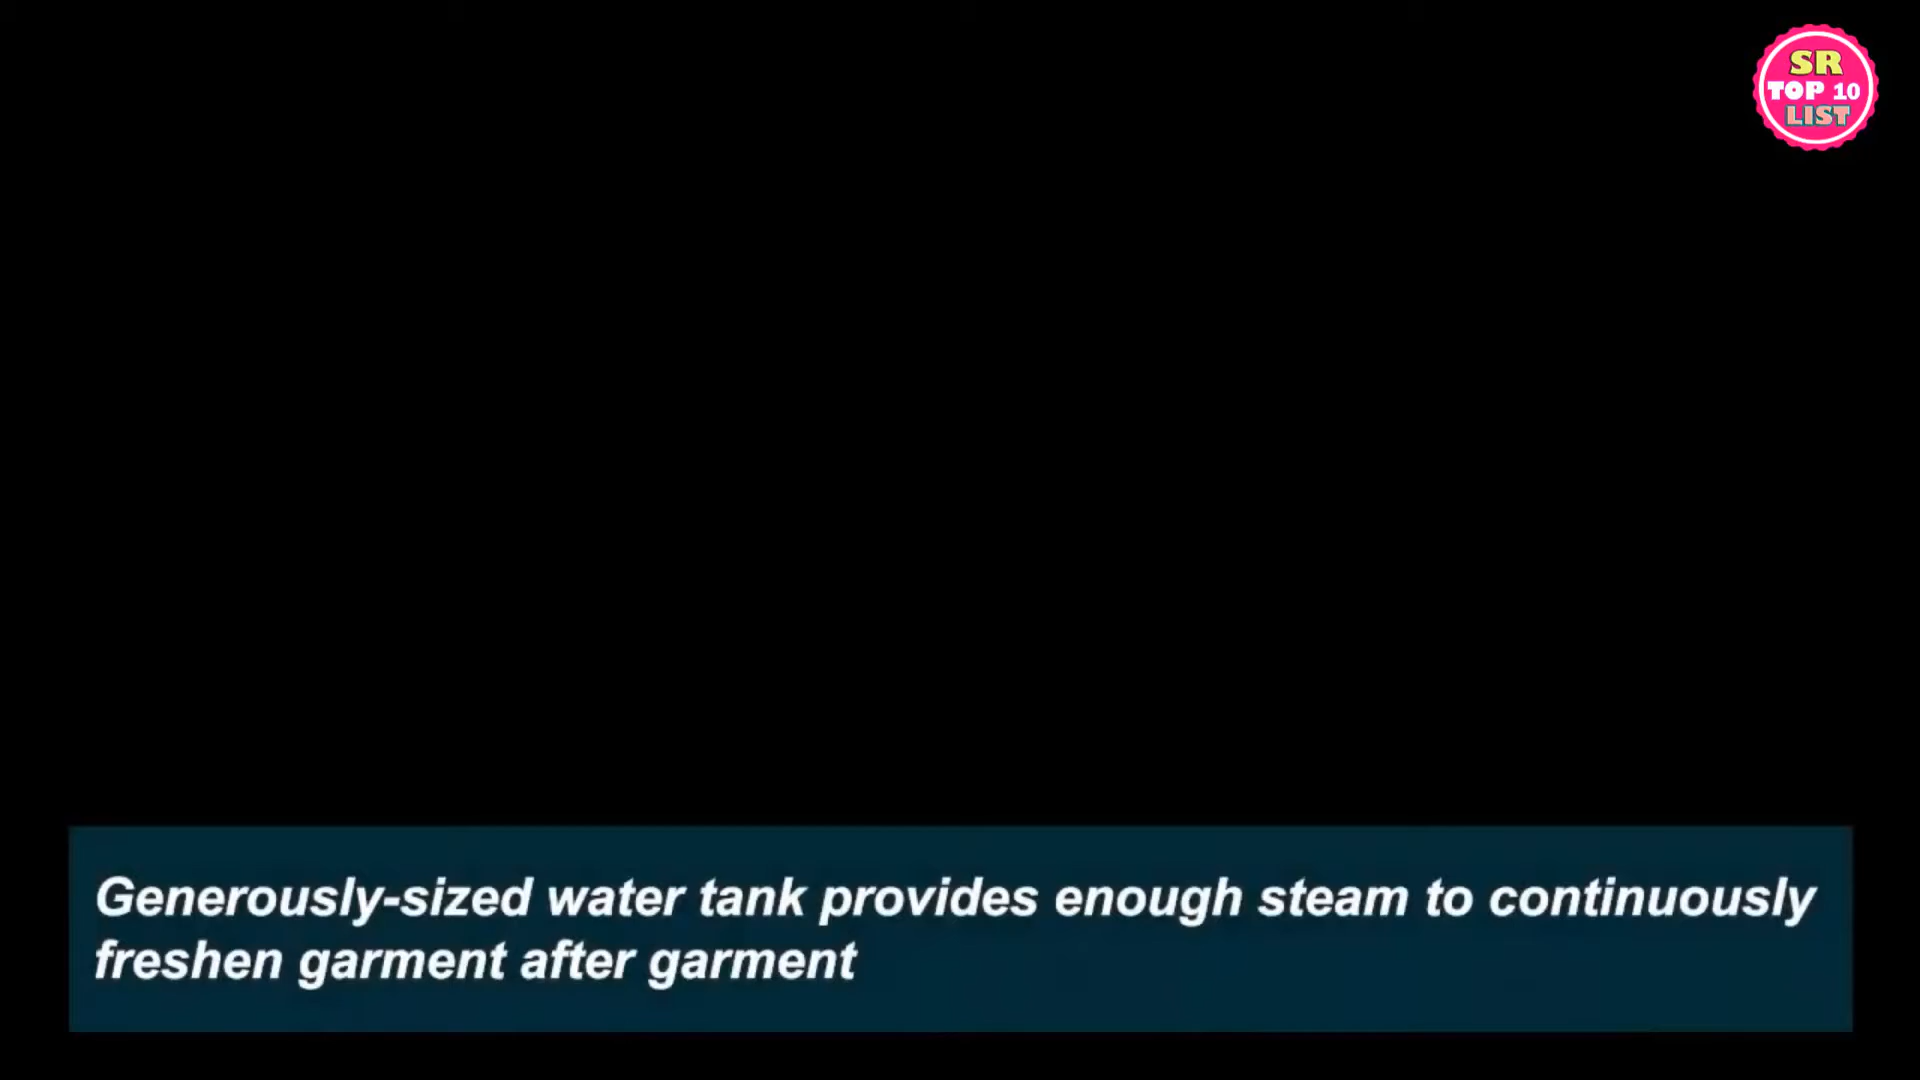 SR
TOP 10
LIST
Generously-sized water tank provides enough steam to continuously
freshen garment after garment